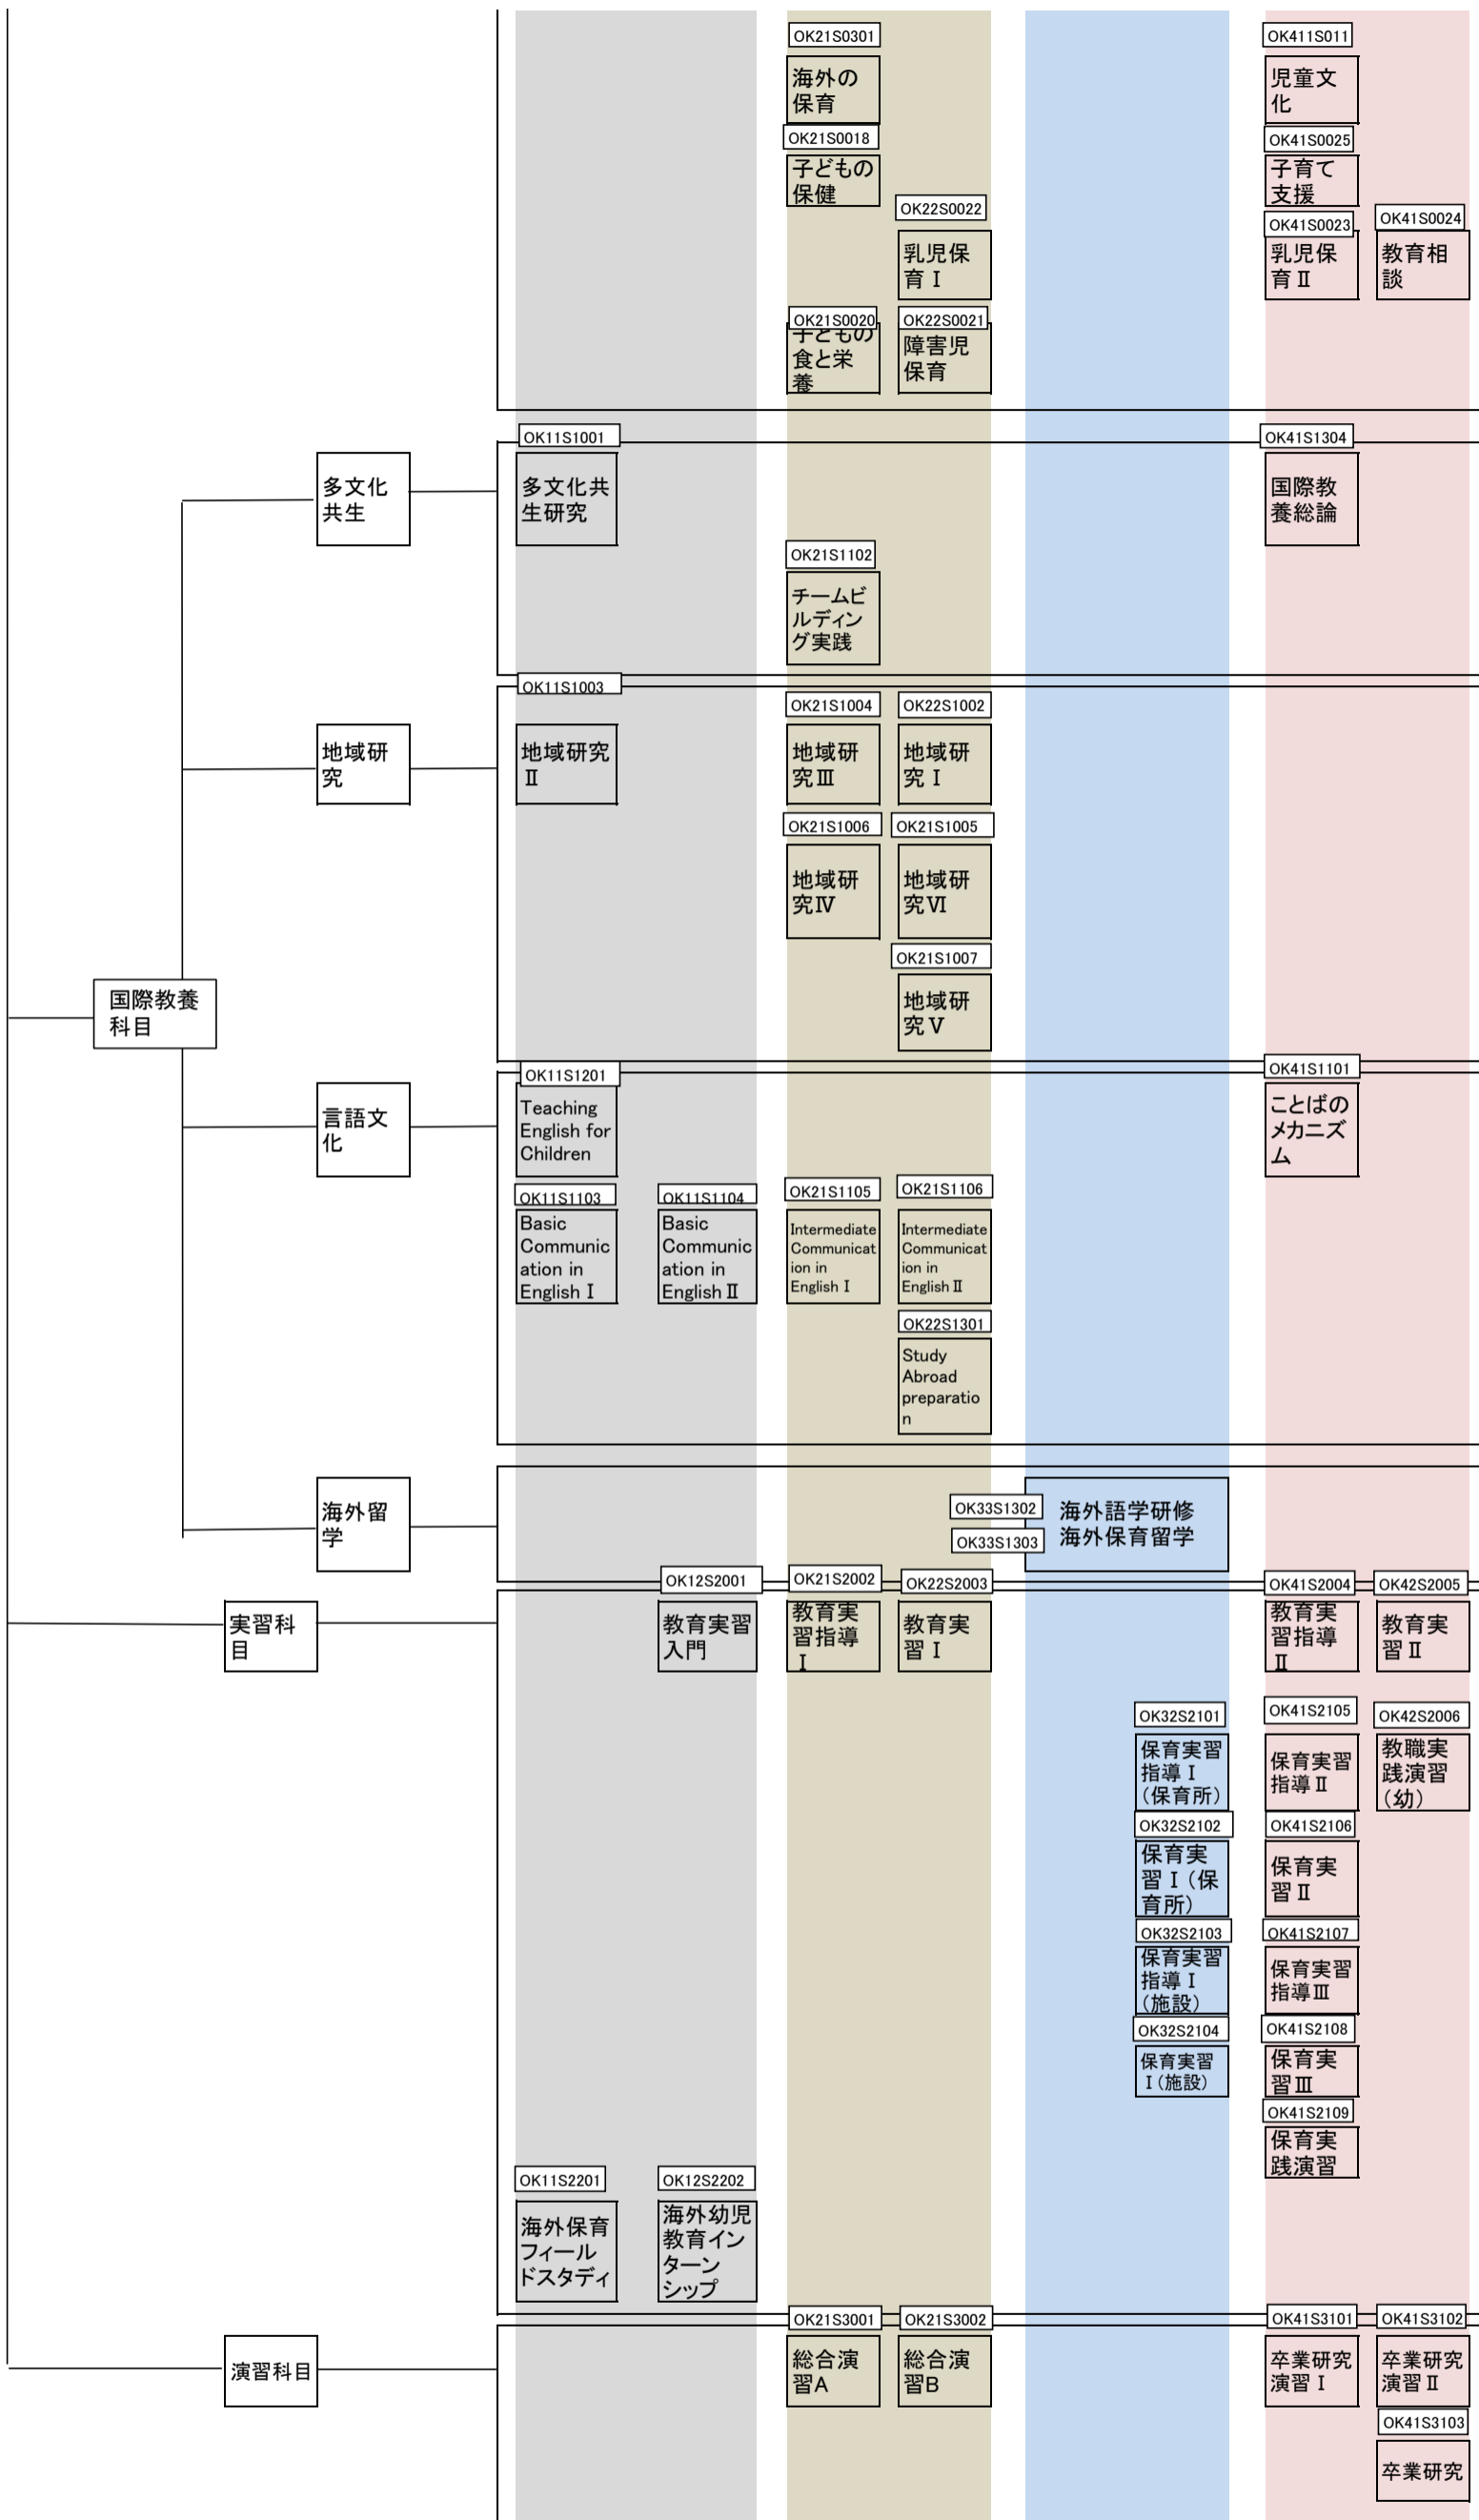 OK21S0301
OK411S011
海外の
保育
児童文
化
OK21S0018
OK41S0025
子どもの
保健
子育て
支援
OK22S0022
OK41S0023
OK41S0024
乳児保
育Ⅰ
乳児保
育Ⅱ
教育相
談
OK21S0020
OK22S0021
子どもの
食と栄
養
障害児
保育
OK11S1001
OK41S1304
多文化
共生
多文化共
生研究
国際教
養総論
OK21S1102
チームビ
ルディン
グ実践
OK11S1003
OK21S1004
OK22S1002
地域研
究
地域研究
Ⅱ
地域研
究Ⅲ
地域研
究Ⅰ
OK21S1006
OK21S1005
地域研
究Ⅳ
地域研
究Ⅵ
OK21S1007
国際教養
科目
地域研
究Ⅴ
OK11S1201
OK41S1101
言語文
化
Teaching
English for
Children
ことばの
メカニズ
ム
OK11S1103
OK11S1104
OK21S1105
OK21S1106
Basic
Communic
ation in
English Ⅰ
Basic
Communic
ation in
English Ⅱ
Intermediate
Communicat
ion in
English Ⅰ
Intermediate
Communicat
ion in
English Ⅱ
OK22S1301
Study
Abroad
preparatio
n
海外留
学
OK33S1302
OK33S1303
海外語学研修
海外保育留学
OK12S2001
OK21S2002
OK22S2003
OK41S2004
OK42S2005
実習科
目
教育実習
入門
教育実
習指導
Ⅰ
教育実
習Ⅰ
教育実
習指導
Ⅱ
教育実
習Ⅱ
OK32S2101
OK41S2105
OK42S2006
保育実習
指導Ⅰ
(保育所)
保育実習
指導Ⅱ
教職実
践演習
(幼)
OK32S2102
OK41S2106
保育実
習Ⅰ(保
育所)
保育実
習Ⅱ
OK32S2103
OK41S2107
保育実習
指導Ⅰ
(施設)
保育実習
指導Ⅲ
OK32S2104
OK41S2108
保育実習
Ⅰ(施設)
保育実
習Ⅲ
OK41S2109
保育実
践演習
OK11S2201
OK12S2202
海外保育
フィール
ドスタディ
海外幼児
教育イン
ターン
シップ
OK21S3001
OK21S3002
OK41S3101
OK41S3102
演習科目
総合演
習A
総合演
習B
卒業研究
演習Ⅰ
卒業研究
演習Ⅱ
OK41S3103
卒業研究